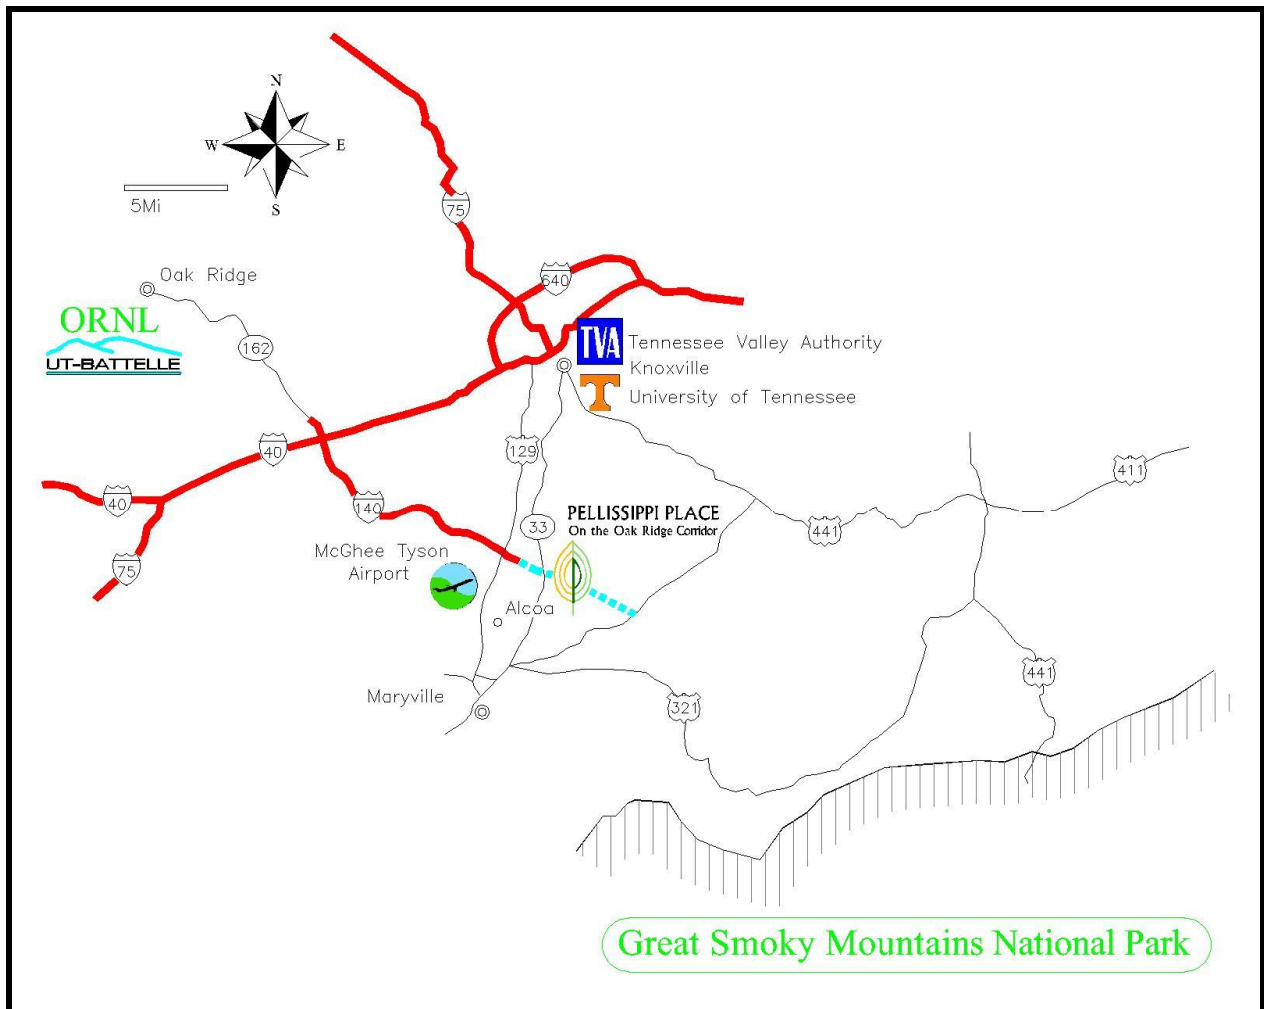 N
W
E
S
5Mi
75
Oak Ridge
640
ORNL
UT-BATTELLE
162
TVA
Tennessee Valley Authority
Knoxville
T
University of Tennessee
40
129
411
40
140
33
PELLISSIPPI PLACE
On the Oak Ridge Corridor
441
75
McGhee Tyson
Airport
Alcoa
Maryville
321
441
Great Smoky Mountains National Park